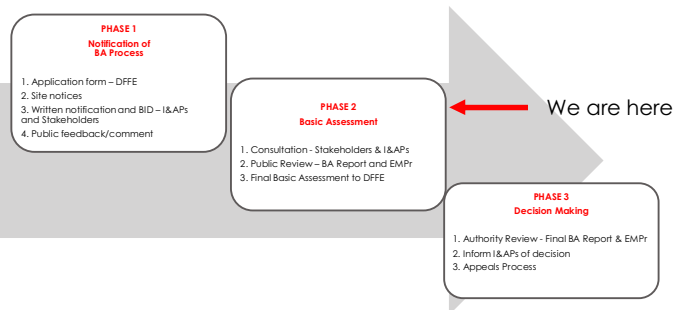 PHASE 1
Notification of
BA Process
1. Application form – DFFE
2. Site notices
3. Written notification and BID – I&APs
and Stakeholders
4. Public feedback/comment
PHASE 2
Basic Assessment
1. Consultation - Stakeholders & I&APs
2. Public Review – BA Report and EMPr
3. Final Basic Assessment to DFFE
We are here
PHASE 3
Decision Making
1. Authority Review - Final BA Report & EMPr
2. Inform I&APs of decision
3. Appeals Process